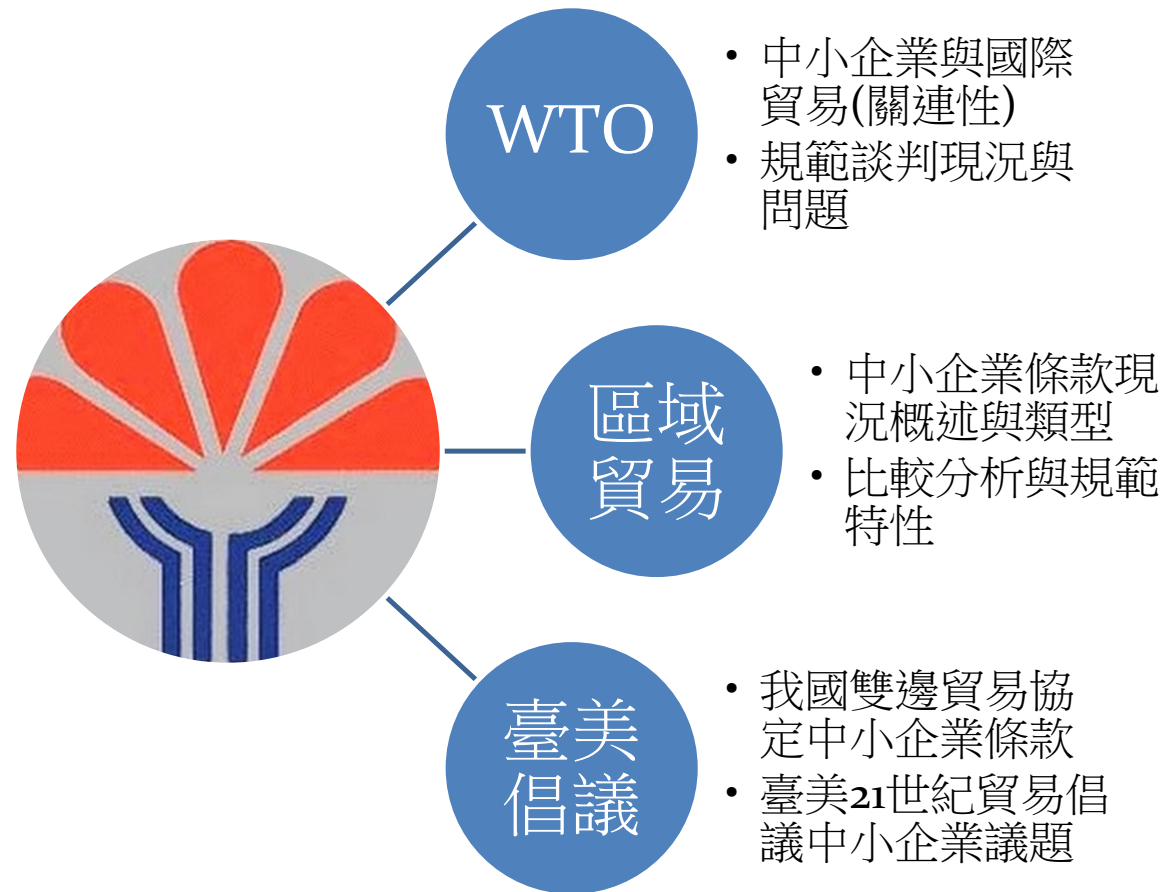 WTO
• 中小企業與國際
貿易(關連性)
• 規範談判現況與
問題
區域
貿易
• 中小企業條款現
況概述與類型
• 比較分析與規範
特性
臺美
倡議
• 我國雙邊貿易協
定中小企業條款
• 臺美21世紀貿易倡
議中小企業議題